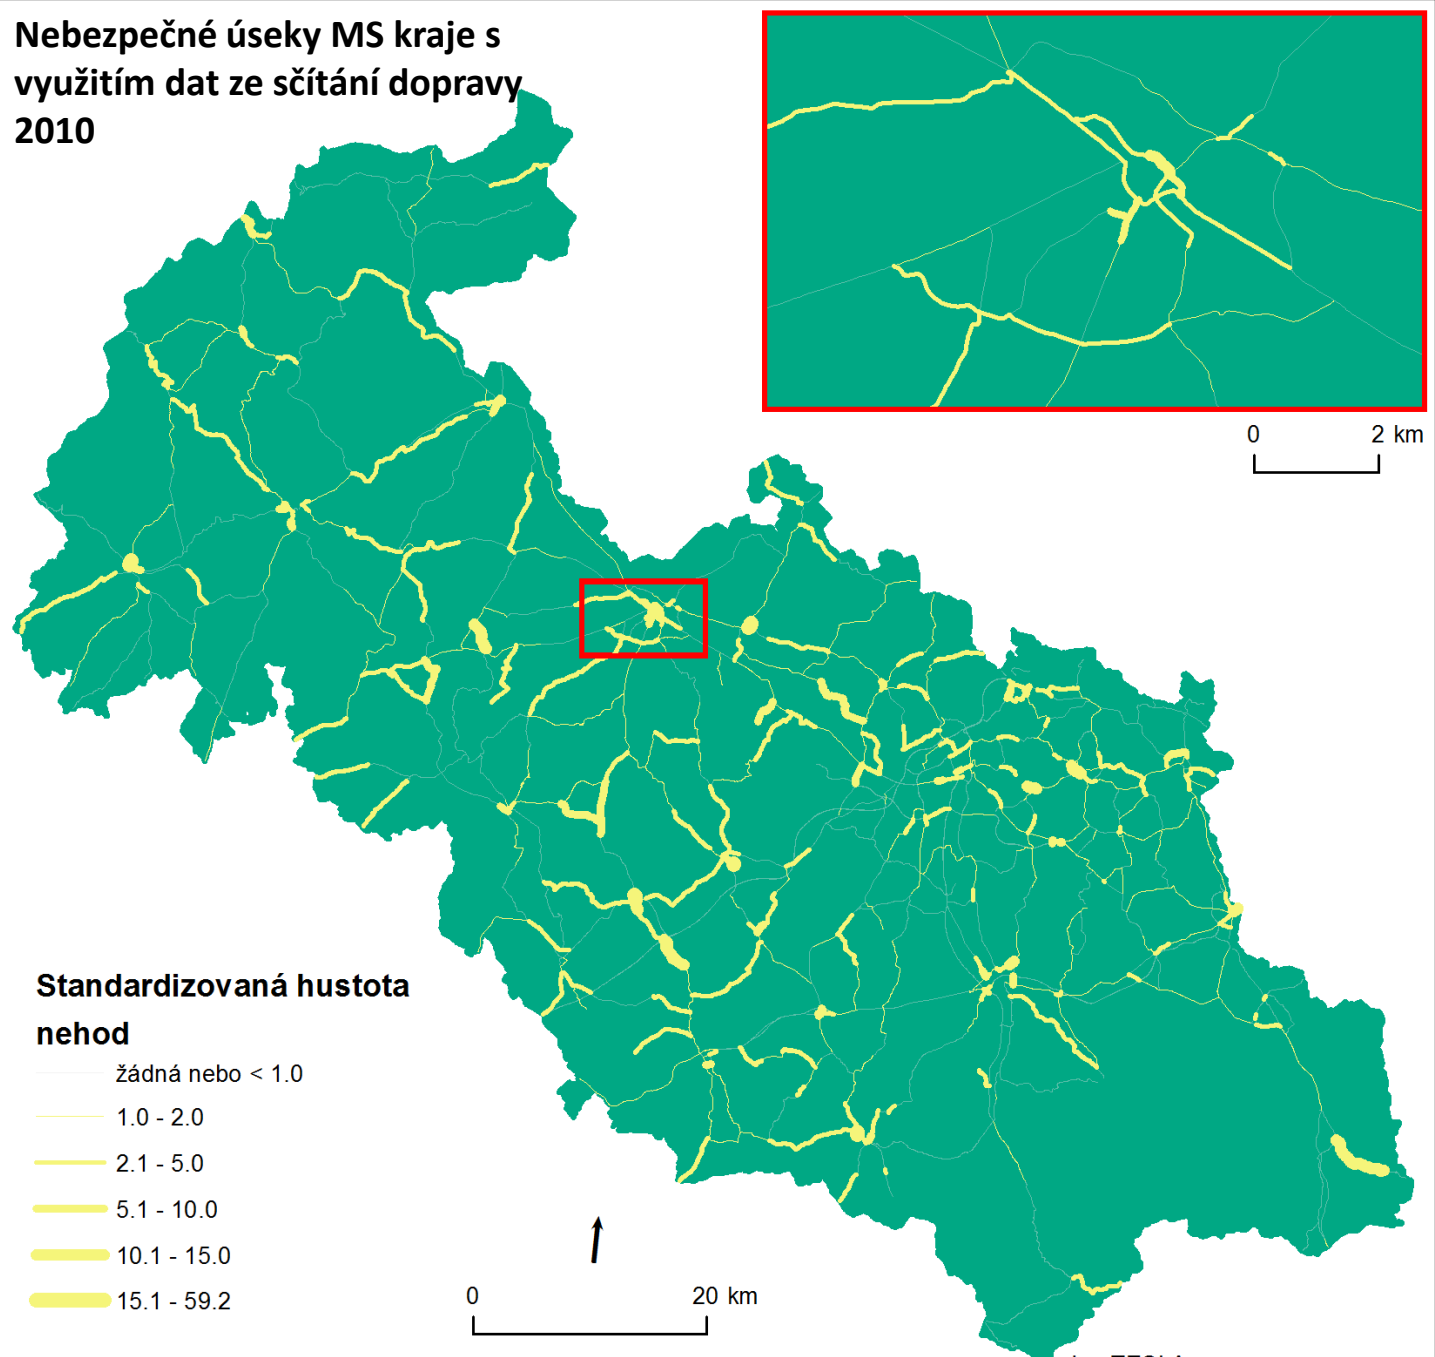 Nebezpečné úseky MS kraje s
využitím dat ze sčítání dopravy
2010
0 2 km
Standardizovaná hustota
nehod
žádná nebo < 1.0
1.0 - 2.0
2.1 - 5.0
5.1 - 10.0
10.1 - 15.0
15.1 - 59.2
0 20 km